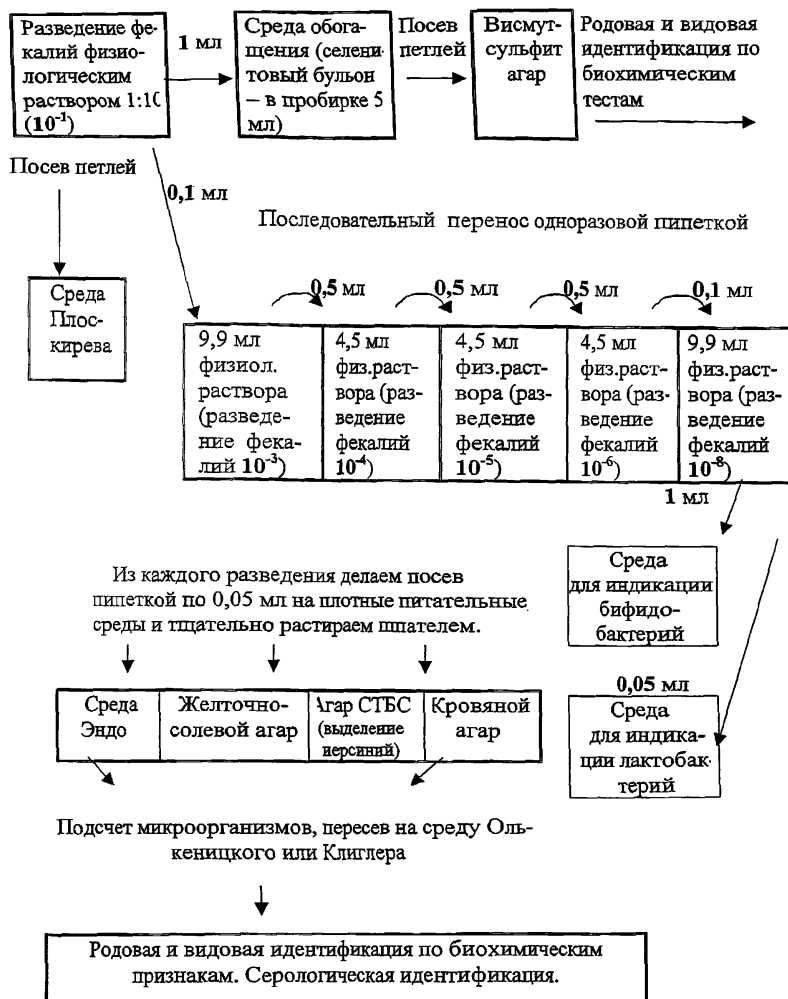 Разведение фе-
калий физио-
логическим
раствором 1:10
(10⁻¹)
1 мл
Среда обога-
щения (селени-
товый бульон
– в пробирке 5
мл)
Посев
петлей
Висмут-
сульфит
агар
Родовая и видовая
идентификация по
биохимическим
тестам
Посев петлей
0,1 мл
Последовательный перенос одноразовой пипеткой
Среда
Плос-
кирева
0,5 мл
0,5 мл
0,5 мл
0,1 мл
9,9 мл
физиол.
раствора
(разведе-
ние фека-
лий 10⁻³)
4,5 мл
физ.раст-
вора (раз-
ведение
фекалий
10⁻⁴)
4,5 мл
физ.раст-
вора (раз-
ведение
фекалий
10⁻⁵)
4,5 мл
физ.раст-
вора (раз-
ведение
фекалий
10⁻⁶)
9,9 мл
физ.раст-
вора (раз-
ведение
фекалий
10⁻⁸)
1 мл
Среда
для индикации
бифидо-
бактерий
Из каждого разведения делаем посев
пипеткой по 0,05 мл на плотные питательные
среды и тщательно растираем шпателем.
0,05 мл
Среда
для индика-
ции лактобак-
терий
Среда
Эндо
Желточно-
солевой агар
Агар СТБС
(выделение
иерсиний)
Кровяной
агар
Подсчет микроорганизмов, пересев на среду Оль-
кеницкого или Клиглера
Родовая и видовая идентификация по биохимическим
признакам. Серологическая идентификация.